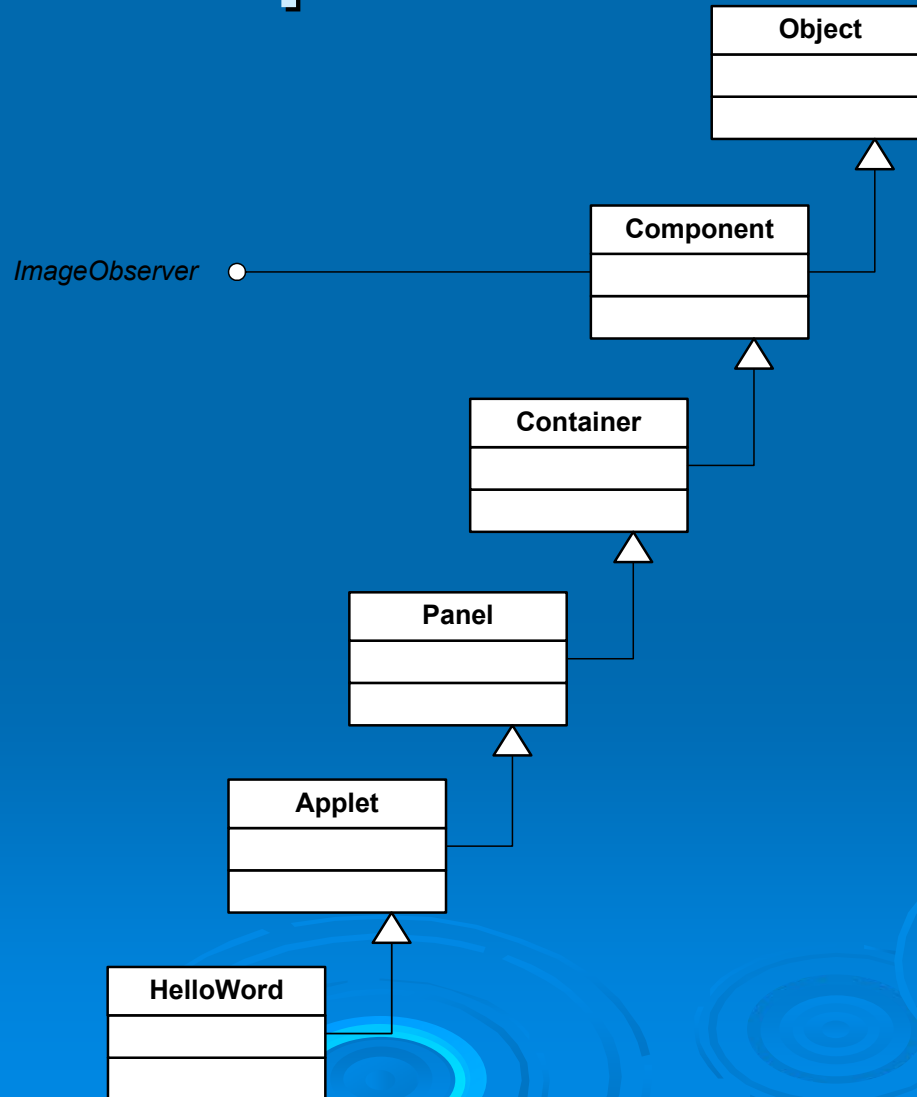 Object
Component
ImageObserver
Container
Panel
Applet
HelloWord